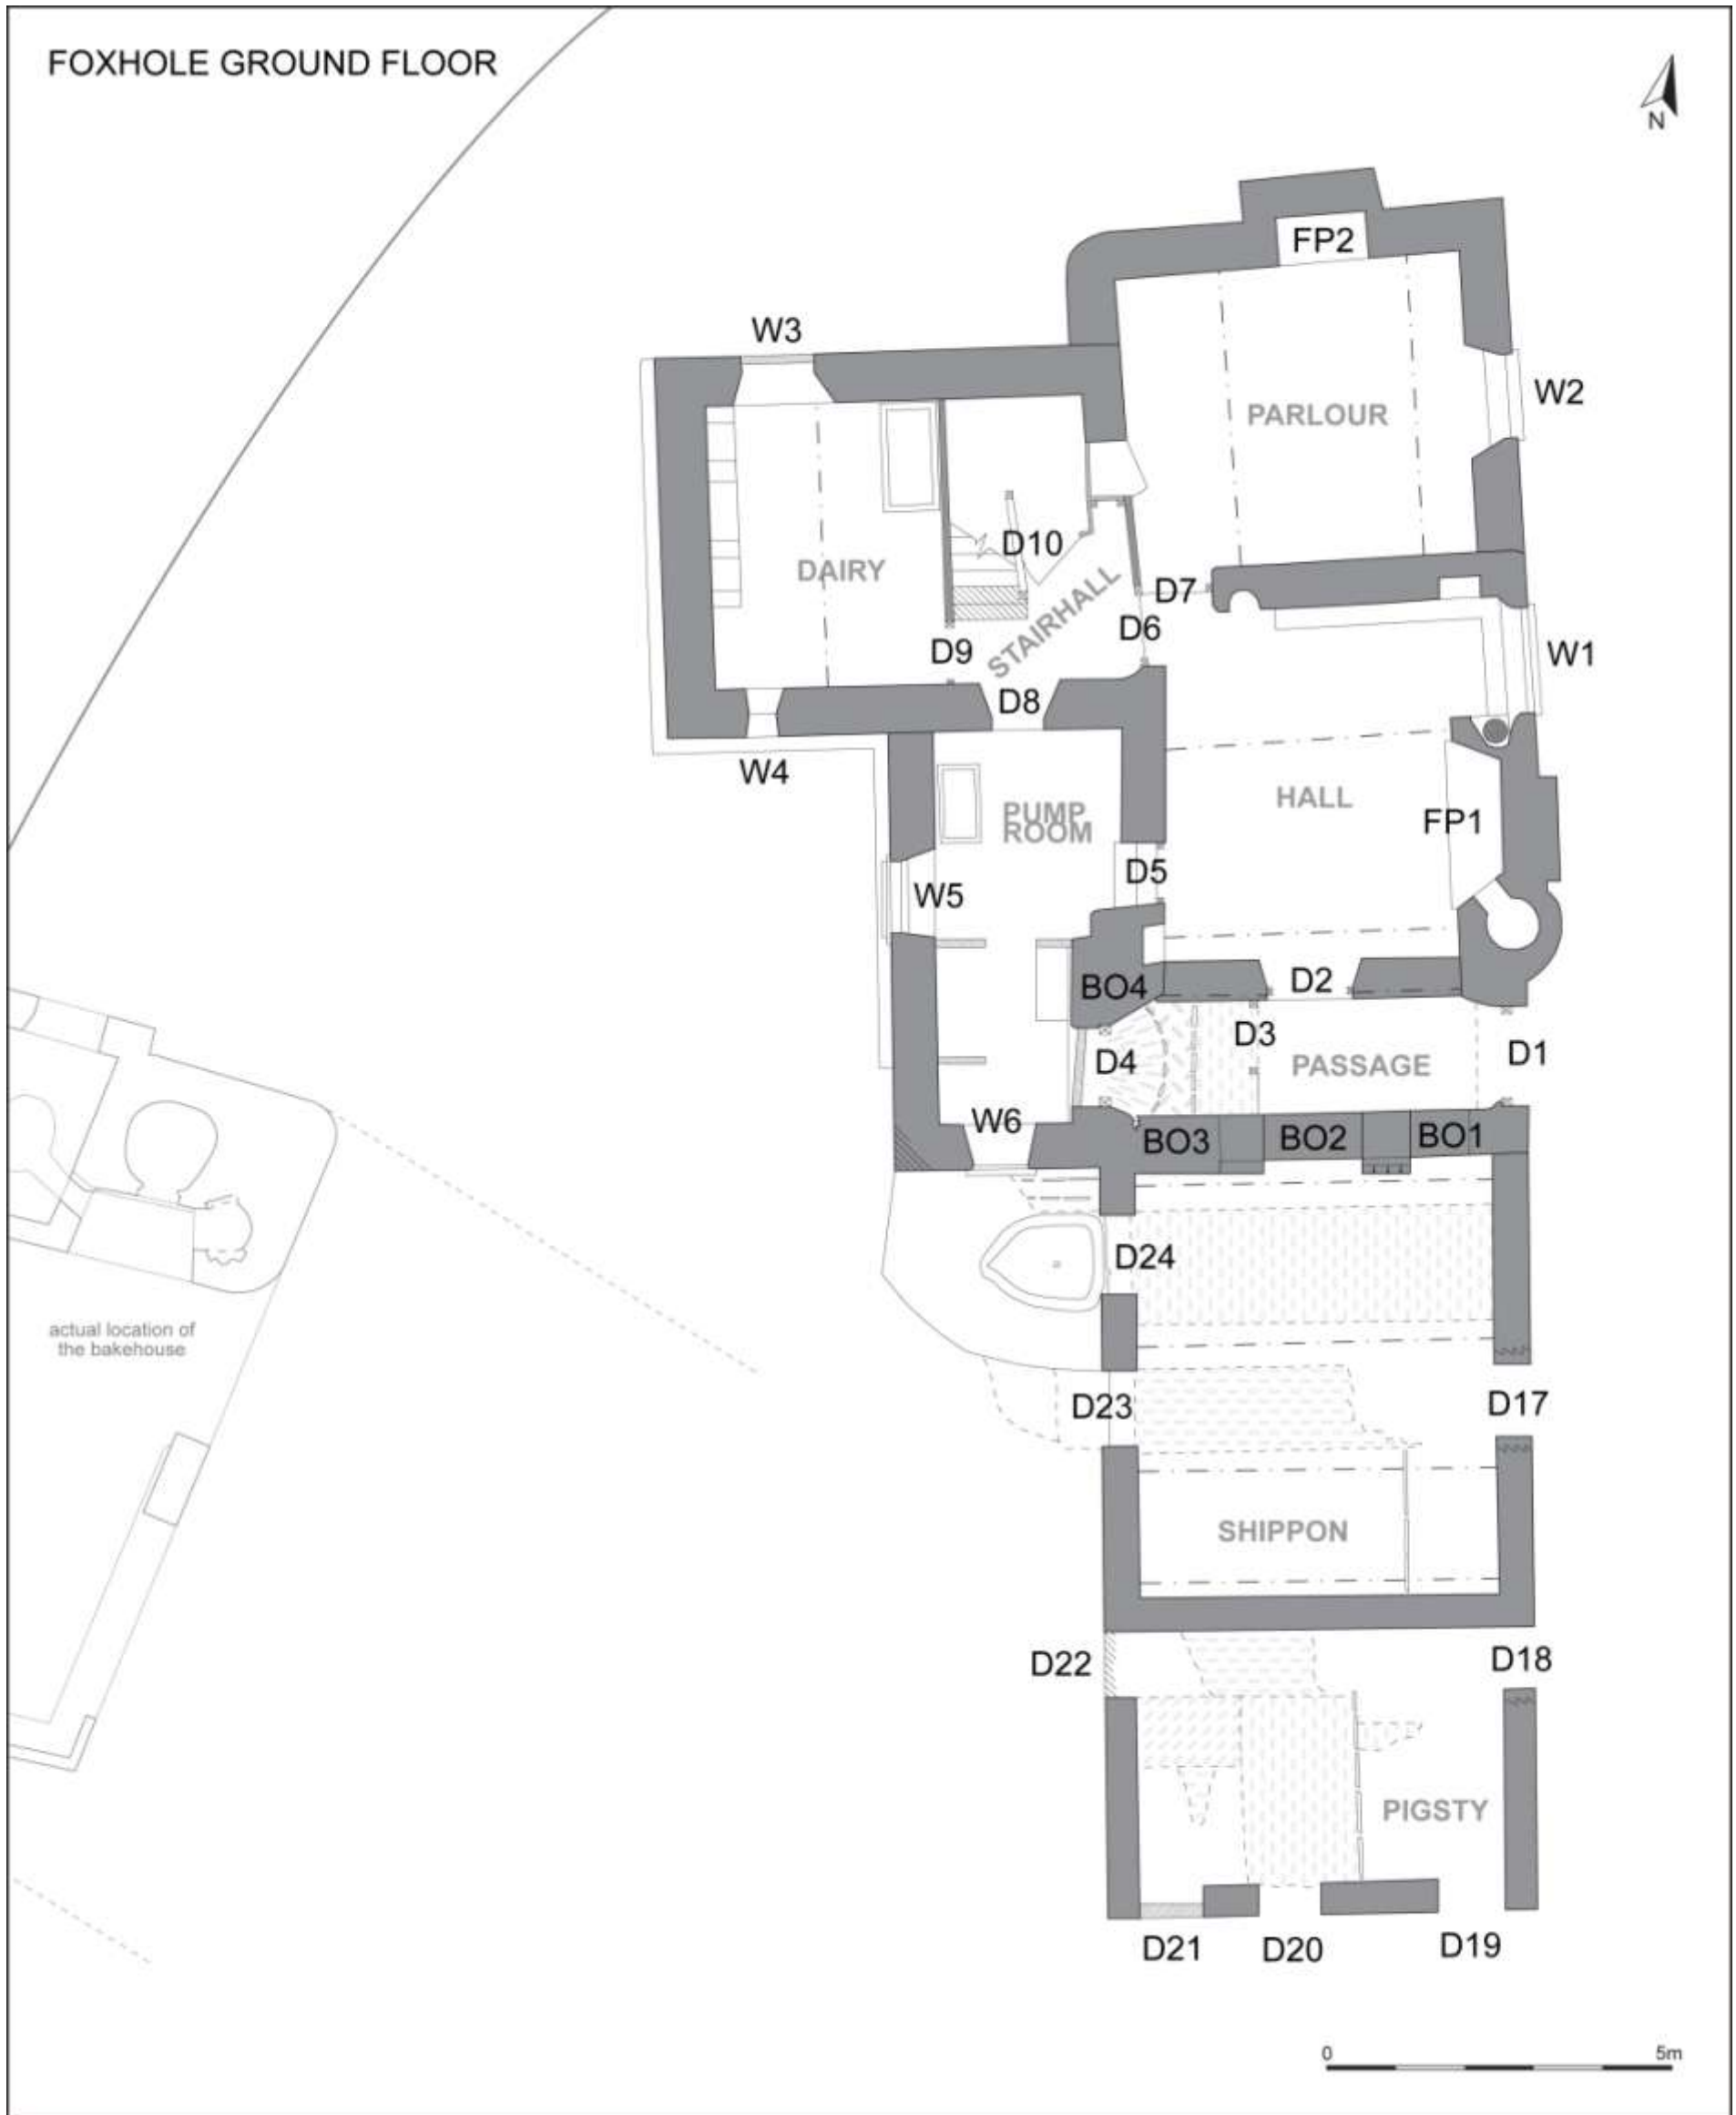 FOXHOLE GROUND FLOOR
N
FP2
W3
W2
PARLOUR
D10
DAIRY
D7
STAIRHALL
D6
D9
W1
D8
W4
HALL
PUMP
ROOM
FP1
D5
W5
D2
BO4
D3
D4
PASSAGE
D1
W6
BO3
BO2
BO1
D24
actual location of
the bakehouse
D23
D17
SHIPPON
D22
D18
PIGSTY
D21
D20
D19
0
5m